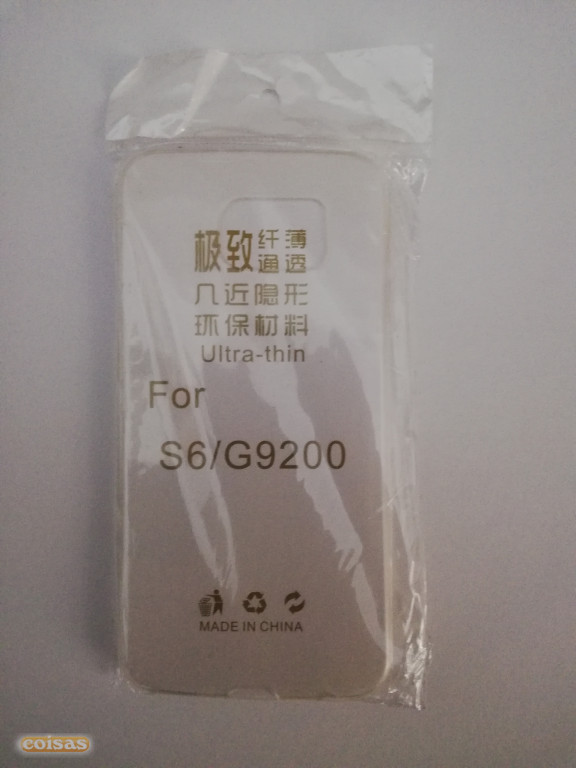 极致纤薄
通透
几近隐形
环保材料
Ultra-thin
For
S6/G9200
MADE IN CHINA
coisas